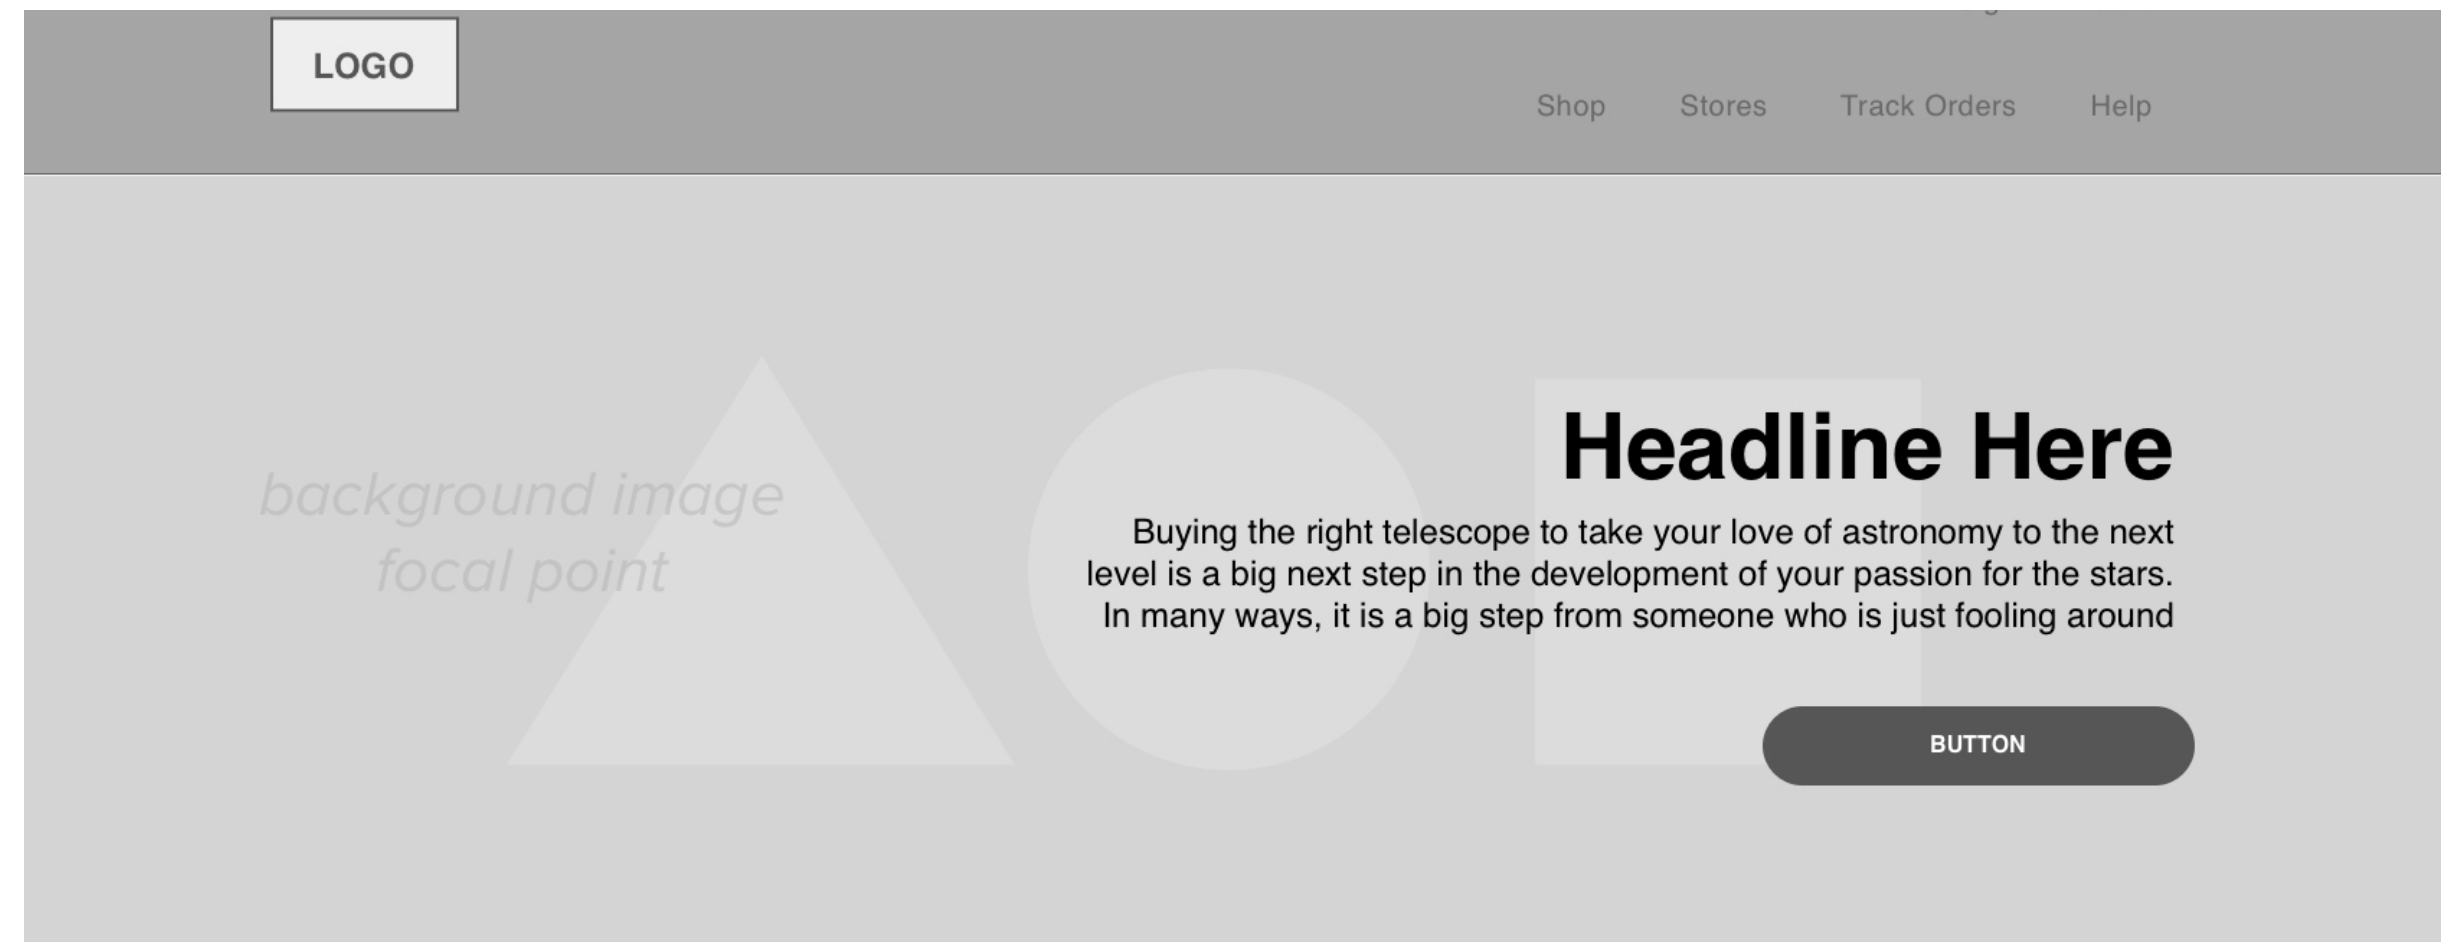 LOGO
Shop Stores Track Orders Help
background image
focal point
Headline Here
Buying the right telescope to take your love of astronomy to the next
level is a big next step in the development of your passion for the stars.
In many ways, it is a big step from someone who is just fooling around
BUTTON